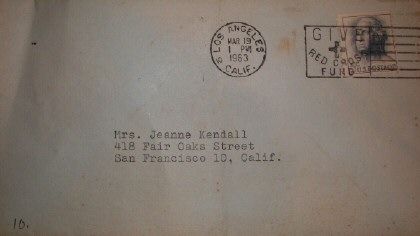 LOS ANGELES
MAR 19
1 PM
1963
CALIF.
GIVE
RED CROSS
FUND
Mrs. Jeanne Kendall
418 Fair Oaks Street
San Francisco 10, Calif.
10.